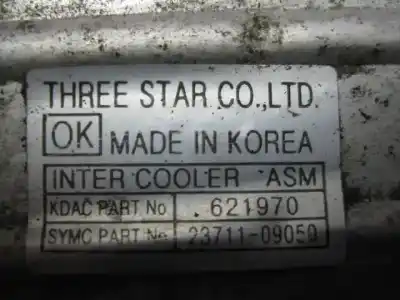 THREE STAR CO.,LTD.
OK MADE IN KOREA
INTER COOLER ASM
KDAC PART No . 621970
SYMC PART No 23711-09050